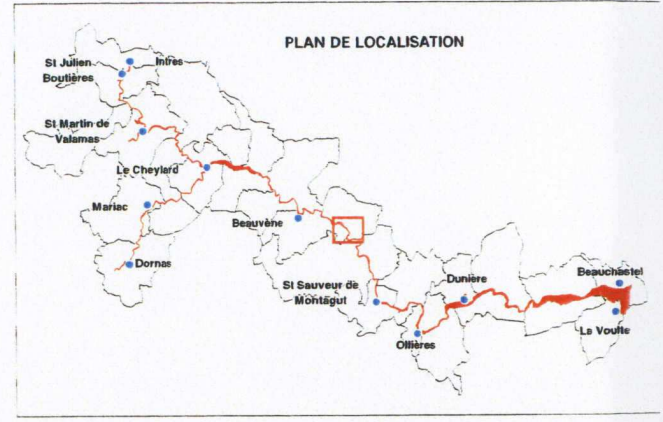 PLAN DE LOCALISATION
St Julien
Boutières
Intres
St Martin de
Valamas
Le Cheylard
Mariac
Beauvène
Dornas
St Sauveur de
Montagut
Dunière
Beauchastel
Ollières
La Voulte